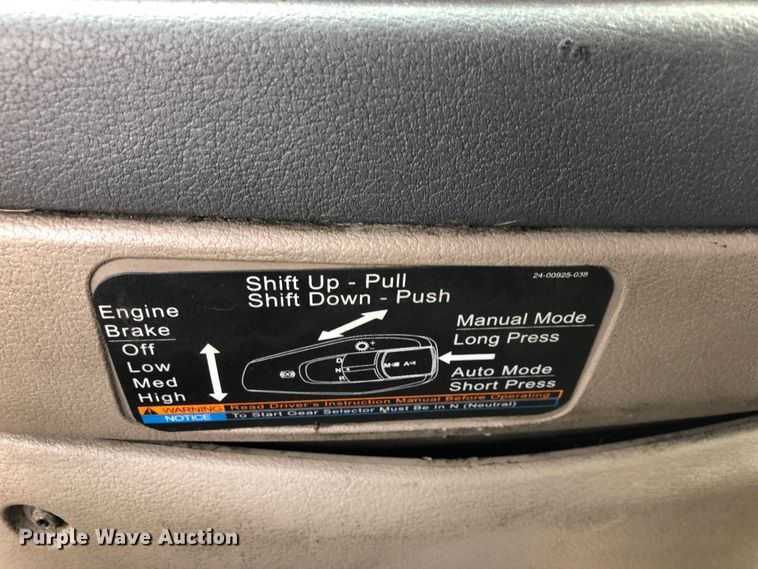 24-00925-038
Shift Up - Pull
Shift Down - Push
Engine
Brake
Off
Low
Med
High
D
N
R
M
A
+
-
Manual Mode
Long Press
Auto Mode
Short Press
WARNING Read Driver's Instruction Manual Before Operating
NOTICE To Start Gear Selector Must Be In N (Neutral)
Purple Wave Auction